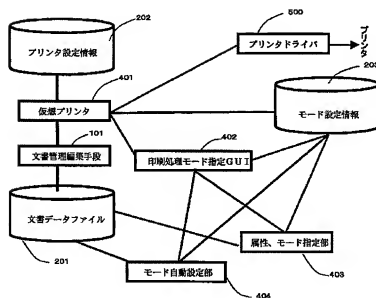 202
プリンタ設定情報
500
プリンタドライバ
プリンタ
401
仮想プリンタ
203
モード設定情報
101
文書管理編集手段
402
印刷処理モード指定GUI
文書データファイル
201
属性、モード指定部
403
モード自動設定部
404